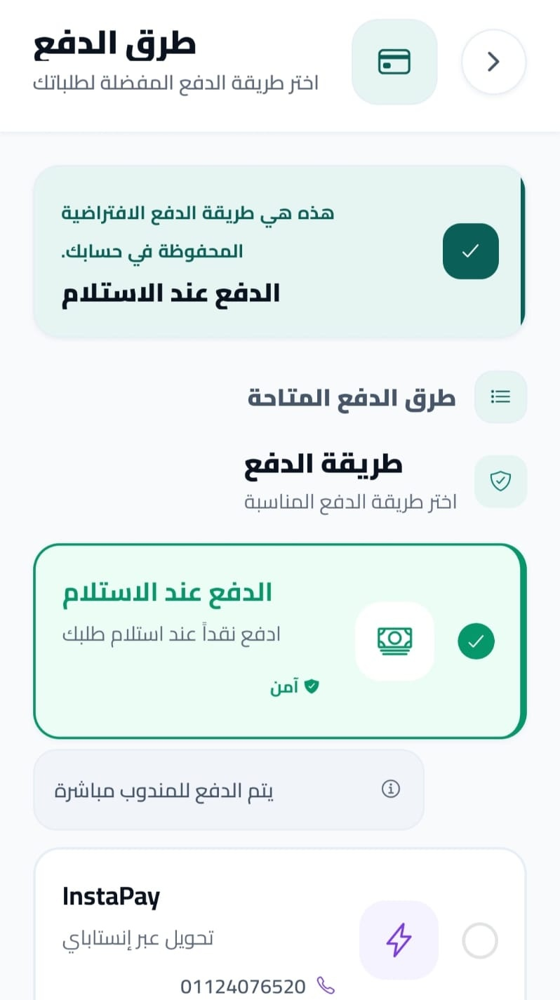 طرق الدفع
اختر طريقة الدفع المفضلة لطلباتك
هذه هي طريقة الدفع الافتراضية
المحفوظة في حسابك.
الدفع عند الاستلام
طرق الدفع المتاحة
طريقة الدفع
اختر طريقة الدفع المناسبة
الدفع عند الاستلام
ادفع نقداً عند استلام طلبك
آمن
يتم الدفع للمندوب مباشرة
InstaPay
تحويل عبر إنستاباي
01124076520